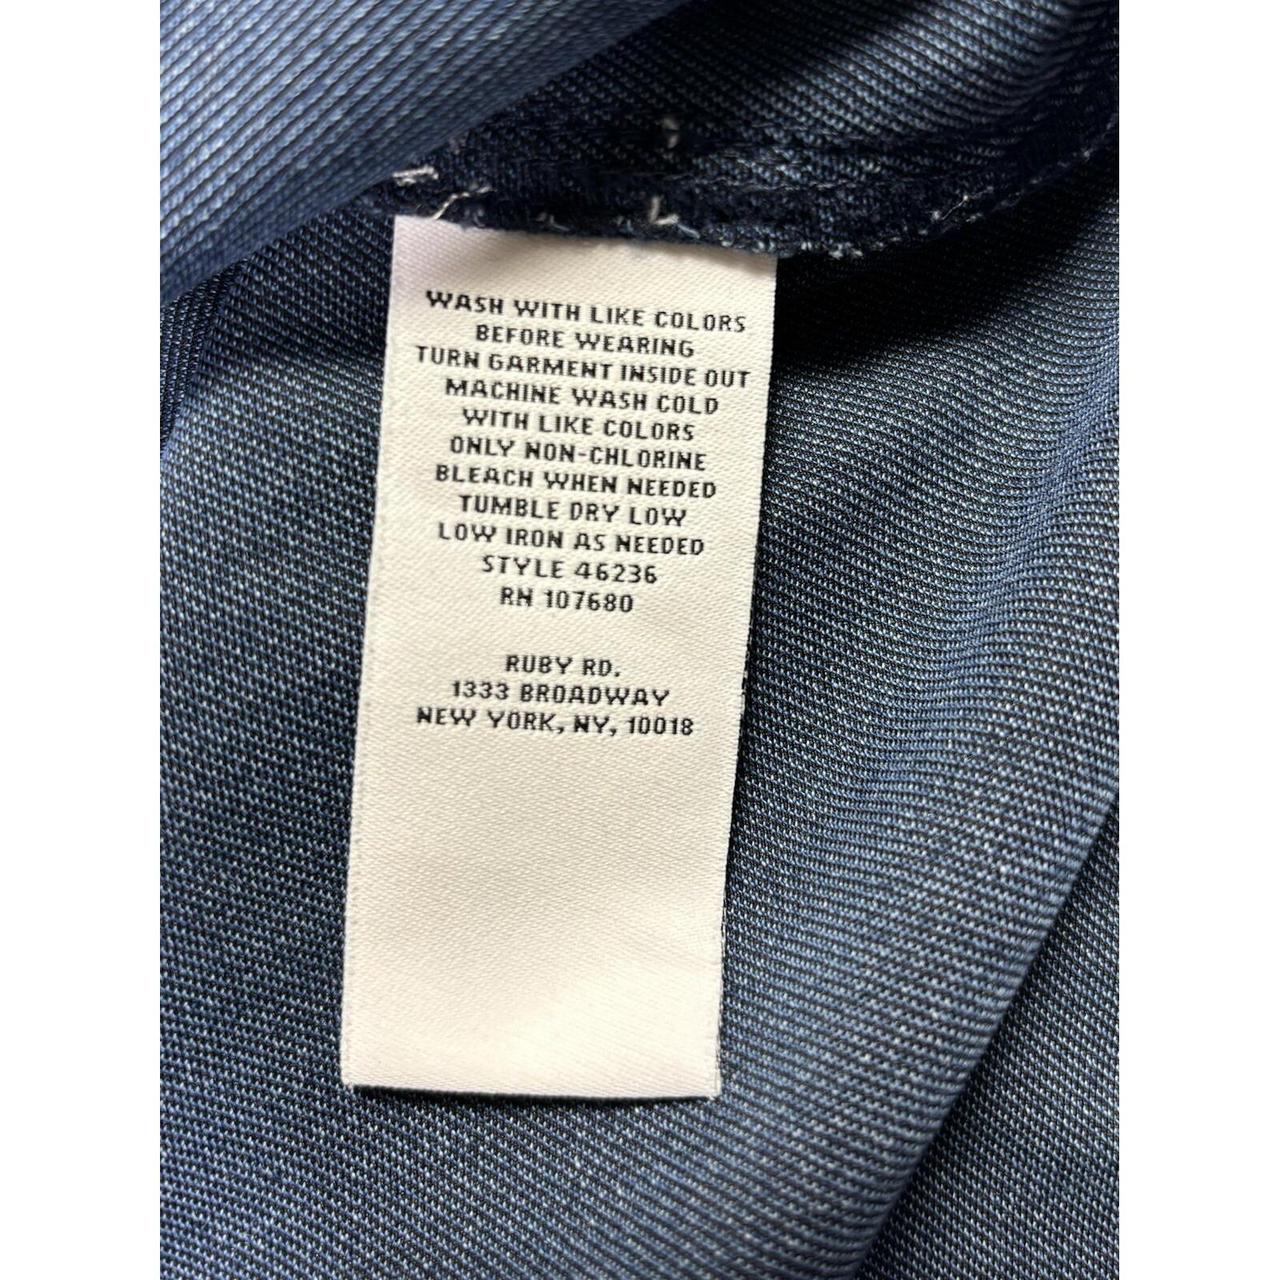 WASH WITH LIKE COLORS
BEFORE WEARING
TURN GARMENT INSIDE OUT
MACHINE WASH COLD
WITH LIKE COLORS
ONLY NON-CHLORINE
BLEACH WHEN NEEDED
TUMBLE DRY LOW
LOW IRON AS NEEDED
STYLE 46236
RN 107680
RUBY RD.
1333 BROADWAY
NEW YORK, NY, 10018